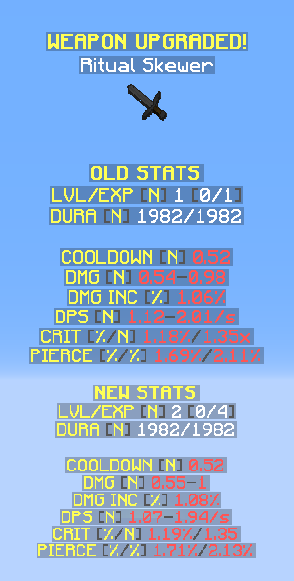 WEAPON UPGRADED!
Ritual Skewer
OLD STATS
LVL/EXP [N] 1 [0/1]
DURA [N] 1982/1982
COOLDOWN [N] 0.52
DMG [N] 0.54-0.98
DMG INC [%] 1.06%
DPS [N] 1.12-2.01/s
CRIT [%/N] 1.18%/1.35x
PIERCE [%/%] 1.69%/2.11%
NEW STATS
LVL/EXP [N] 2 [0/4]
DURA [N] 1982/1982
COOLDOWN [N] 0.52
DMG [N] 0.55-1
DMG INC [%] 1.08%
DPS [N] 1.07-1.94/s
CRIT [%/N] 1.19%/1.35
PIERCE [%/%] 1.71%/2.13%